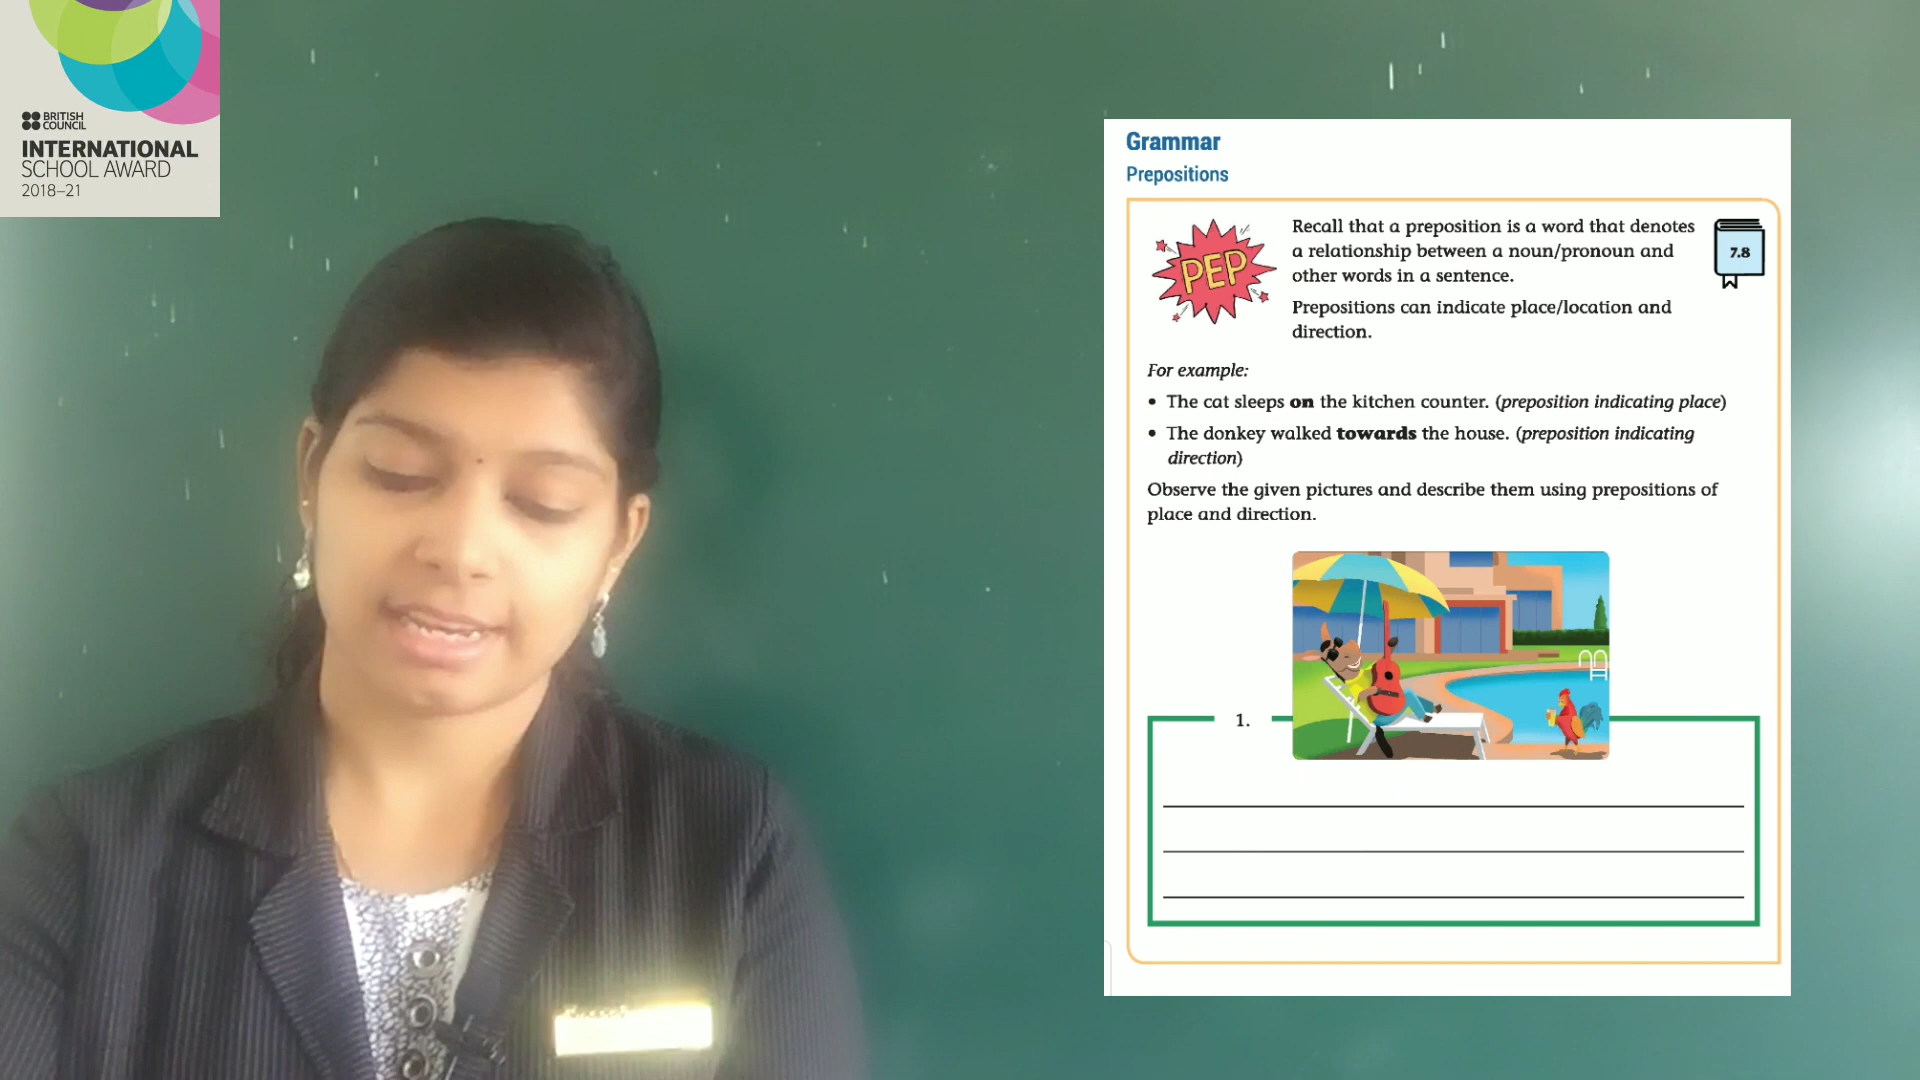 BRITISH
COUNCIL
INTERNATIONAL
SCHOOL AWARD
2018–21
Grammar
Prepositions
PEP
Recall that a preposition is a word that denotes
a relationship between a noun/pronoun and
other words in a sentence.
7.8
Prepositions can indicate place/location and
direction.
For example:
• The cat sleeps on the kitchen counter. (preposition indicating place)
• The donkey walked towards the house. (preposition indicating
direction)
Observe the given pictures and describe them using prepositions of
place and direction.
1.